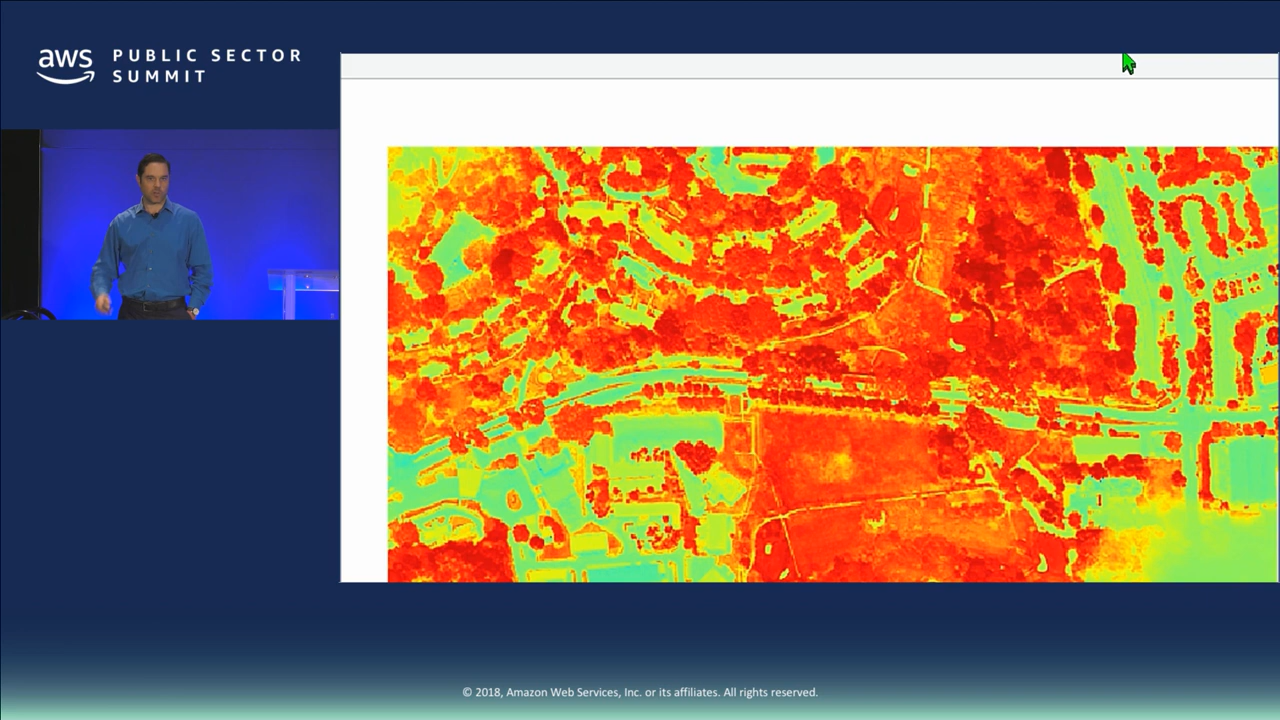 aws
PUBLIC SECTOR
SUMMIT
© 2018, Amazon Web Services, Inc. or its affiliates. All rights reserved.